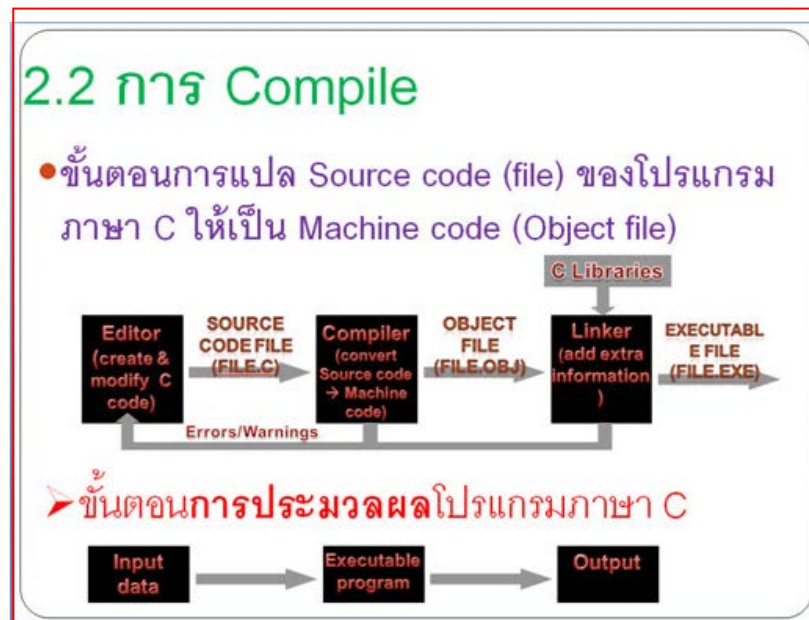 2.2 การ Compile
•ขั้นตอนการแปล Source code (file) ของโปรแกรม
ภาษา C ให้เป็น Machine code (Object file)
C Libraries
Editor
(create &
modify C
code)
SOURCE
CODE FILE
(FILE.C)
Compiler
(convert
Source code
→ Machine
code)
OBJECT
FILE
(FILE.OBJ)
Linker
(add extra
information
)
EXECUTABL
E FILE
(FILE.EXE)
Errors/Warnings
➢ขั้นตอนการประมวลผลโปรแกรมภาษา C
Input
data
Executable
program
Output